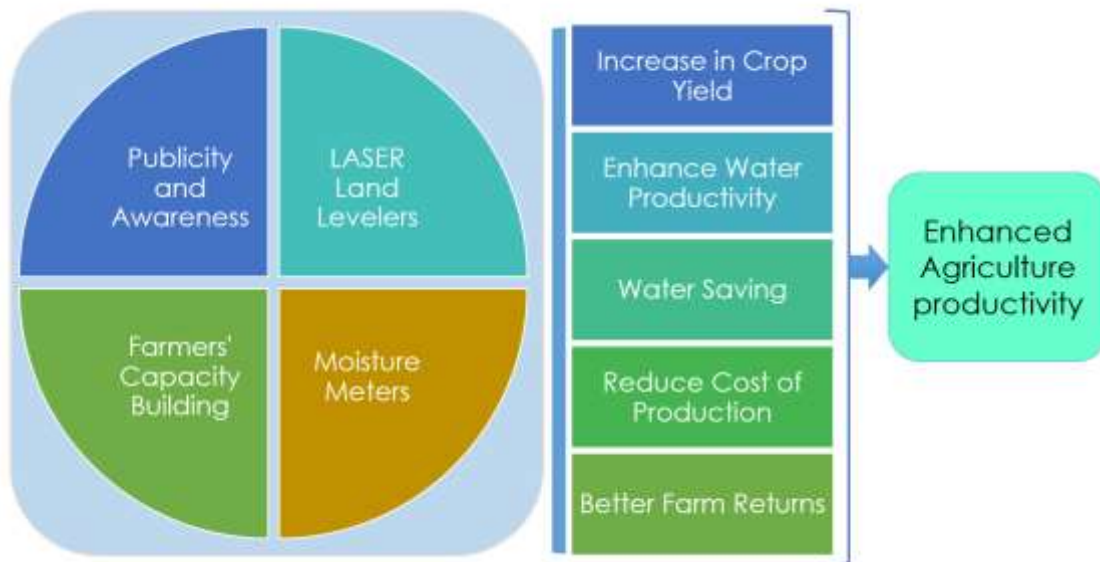 Publicity
and
Awareness
LASER
Land
Levelers
Farmers'
Capacity
Building
Moisture
Meters
Increase in Crop
Yield
Enhance Water
Productivity
Water Saving
Reduce Cost of
Production
Better Farm Returns
Enhanced
Agriculture
productivity